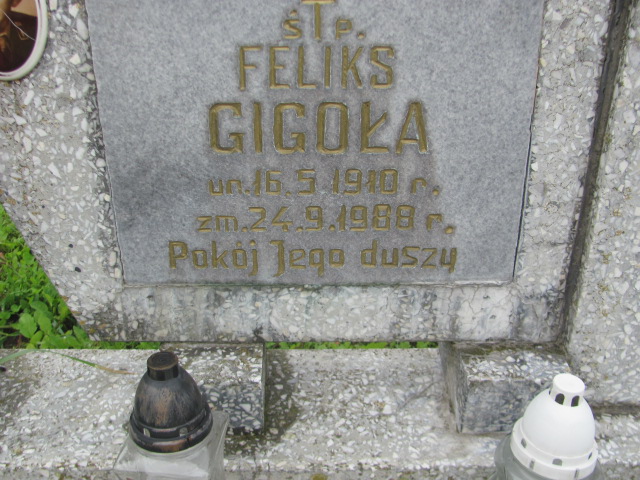 śp.
FELIKS
GIGOŁA
ur. 16.5 1910 r.
zm. 24.9.1988 r.
Pokój Jego duszy